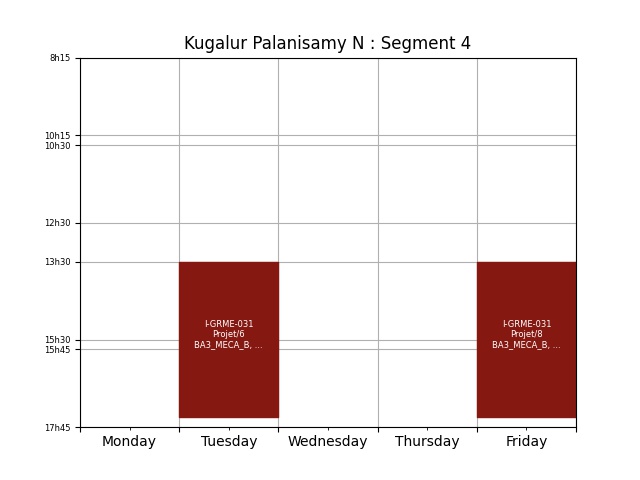 Kugalur Palanisamy N : Segment 4
8h15
10h15
10h30
12h30
13h30
15h30
15h45
17h45
I-GRME-031
Projet/6
BA3_MECA_B, ...
I-GRME-031
Projet/8
BA3_MECA_B, ...
Monday Tuesday Wednesday Thursday Friday